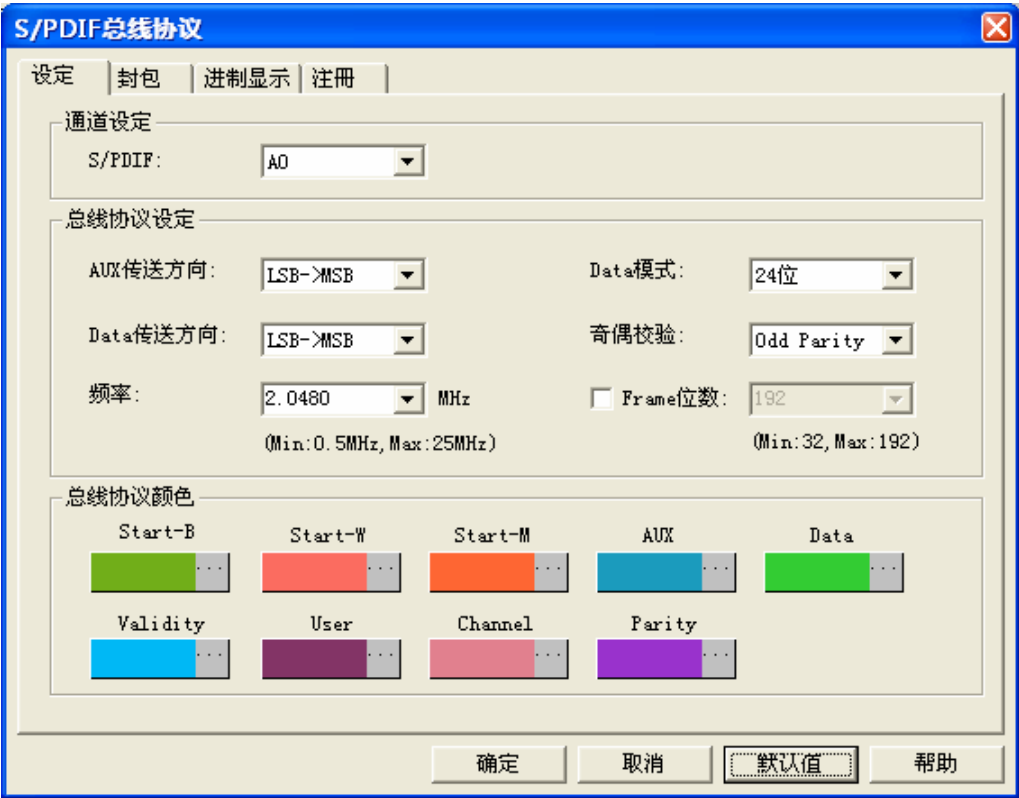 S/PDIF总线协议
设定 封包 进制显示 注冊
通道设定
S/PDIF: A0
总线协议设定
AUX传送方向: LSB->MSB Data模式: 24位
Data传送方向: LSB->MSB 奇偶校验: Odd Parity
频率: 2.0480 MHz Frame位数: 192
(Min:0.5MHz,Max:25MHz) (Min:32,Max:192)
总线协议颜色
Start-B Start-W Start-M AUX Data
... ... ... ... ...
Validity User Channel Parity
... ... ... ...
确定 取消 默认值 帮助